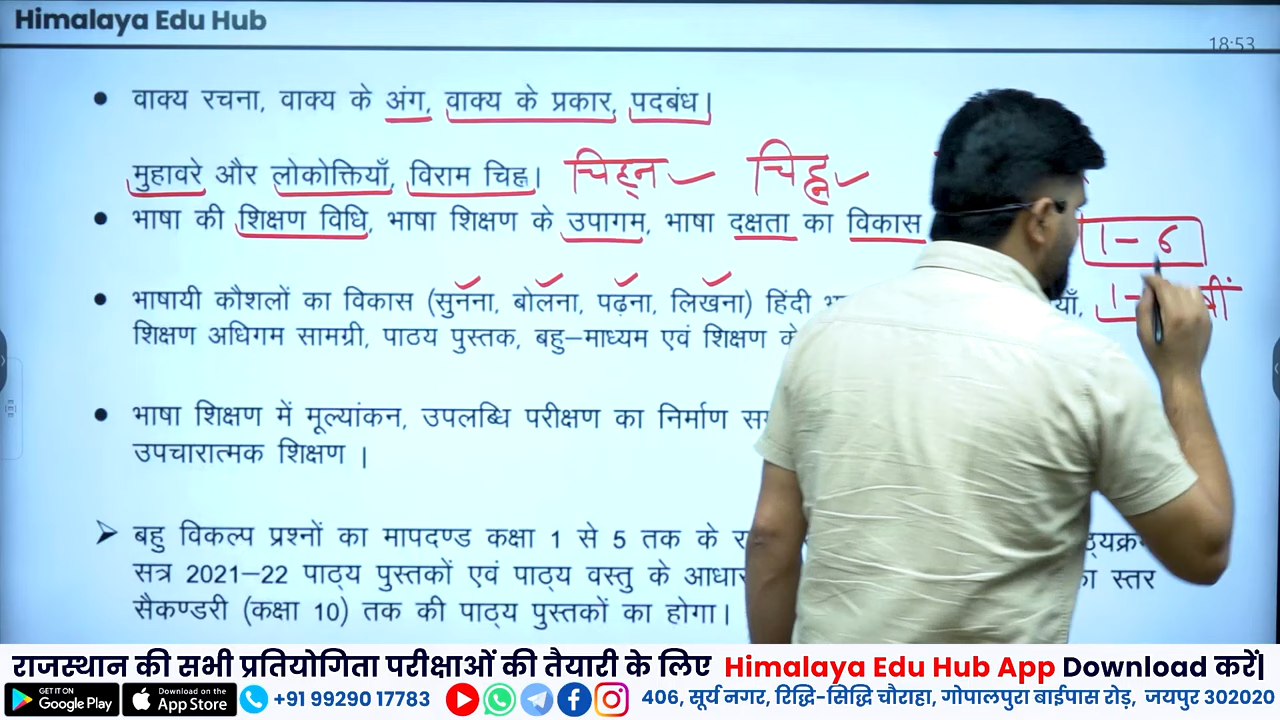 Himalaya Edu Hub
18:53
• वाक्य रचना, वाक्य के अंग, वाक्य के प्रकार, पदबंध।
मुहावरे और लोकोक्तियाँ, विराम चिह्न। चिह्न चिह्न
• भाषा की शिक्षण विधि, भाषा शिक्षण के उपागम, भाषा दक्षता का विकास
1 – 6
• भाषायी कौशलों का विकास (सुनना, बोलना, पढ़ना, लिखना) हिंदी
शिक्षण अधिगम सामग्री, पाठय पुस्तक, बहु–माध्यम एवं शिक्षण
• भाषा शिक्षण में मूल्यांकन, उपलब्धि परीक्षण का निर्माण
उपचारात्मक शिक्षण ।
➢ बहु विकल्प प्रश्नों का मापदण्ड कक्षा 1 से 5 तक के
सत्र 2021–22 पाठ्य पुस्तकों एवं पाठ्य वस्तु के स्तर
सैकण्डरी (कक्षा 10) तक की पाठ्य पुस्तकों का होगा।
राजस्थान की सभी प्रतियोगिता परीक्षाओं की तैयारी के लिए Himalaya Edu Hub App Download करें|
GET IT ON Google Play Download on the App Store +91 99290 17783 406, सूर्य नगर, रिद्धि-सिद्धि चौराहा, गोपालपुरा बाईपास रोड़, जयपुर 302020